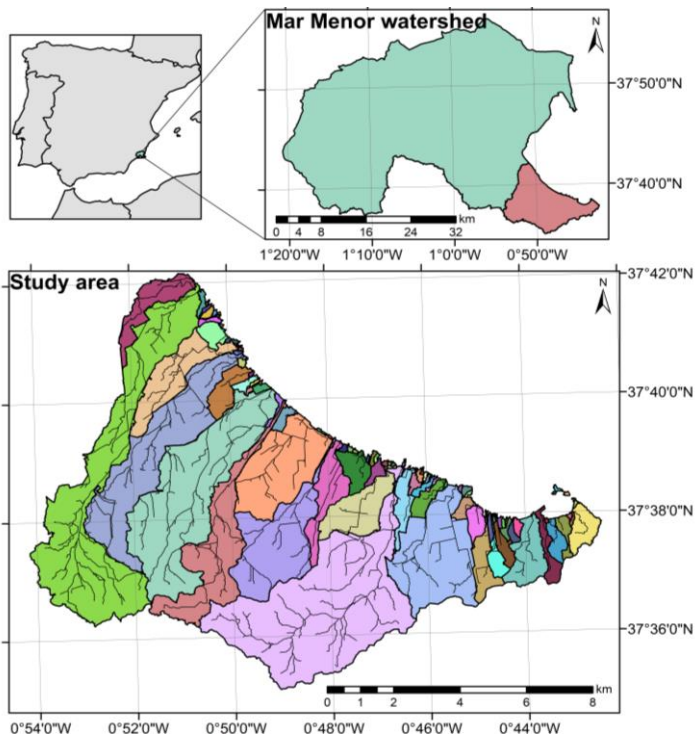 Mar Menor watershed
N
37°50'0"N
37°40'0"N
km
0 4 8 16 24 32
1°20'0"W 1°10'0"W 1°0'0"W 0°50'0"W
Study area
N
37°42'0"N
37°40'0"N
37°38'0"N
37°36'0"N
km
0 1 2 4 6 8
0°54'0"W 0°52'0"W 0°50'0"W 0°48'0"W 0°46'0"W 0°44'0"W